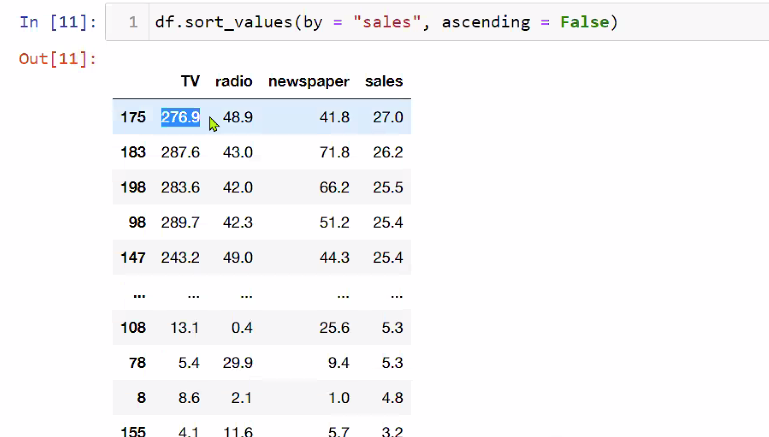 In [11]: 1 df.sort_values(by = "sales", ascending = False)
Out[11]:
TV radio newspaper sales
175 276.9 48.9 41.8 27.0
183 287.6 43.0 71.8 26.2
198 283.6 42.0 66.2 25.5
98 289.7 42.3 51.2 25.4
147 243.2 49.0 44.3 25.4
... ... ... ... ...
108 13.1 0.4 25.6 5.3
78 5.4 29.9 9.4 5.3
8 8.6 2.1 1.0 4.8
155 4.1 11.6 5.7 3.2